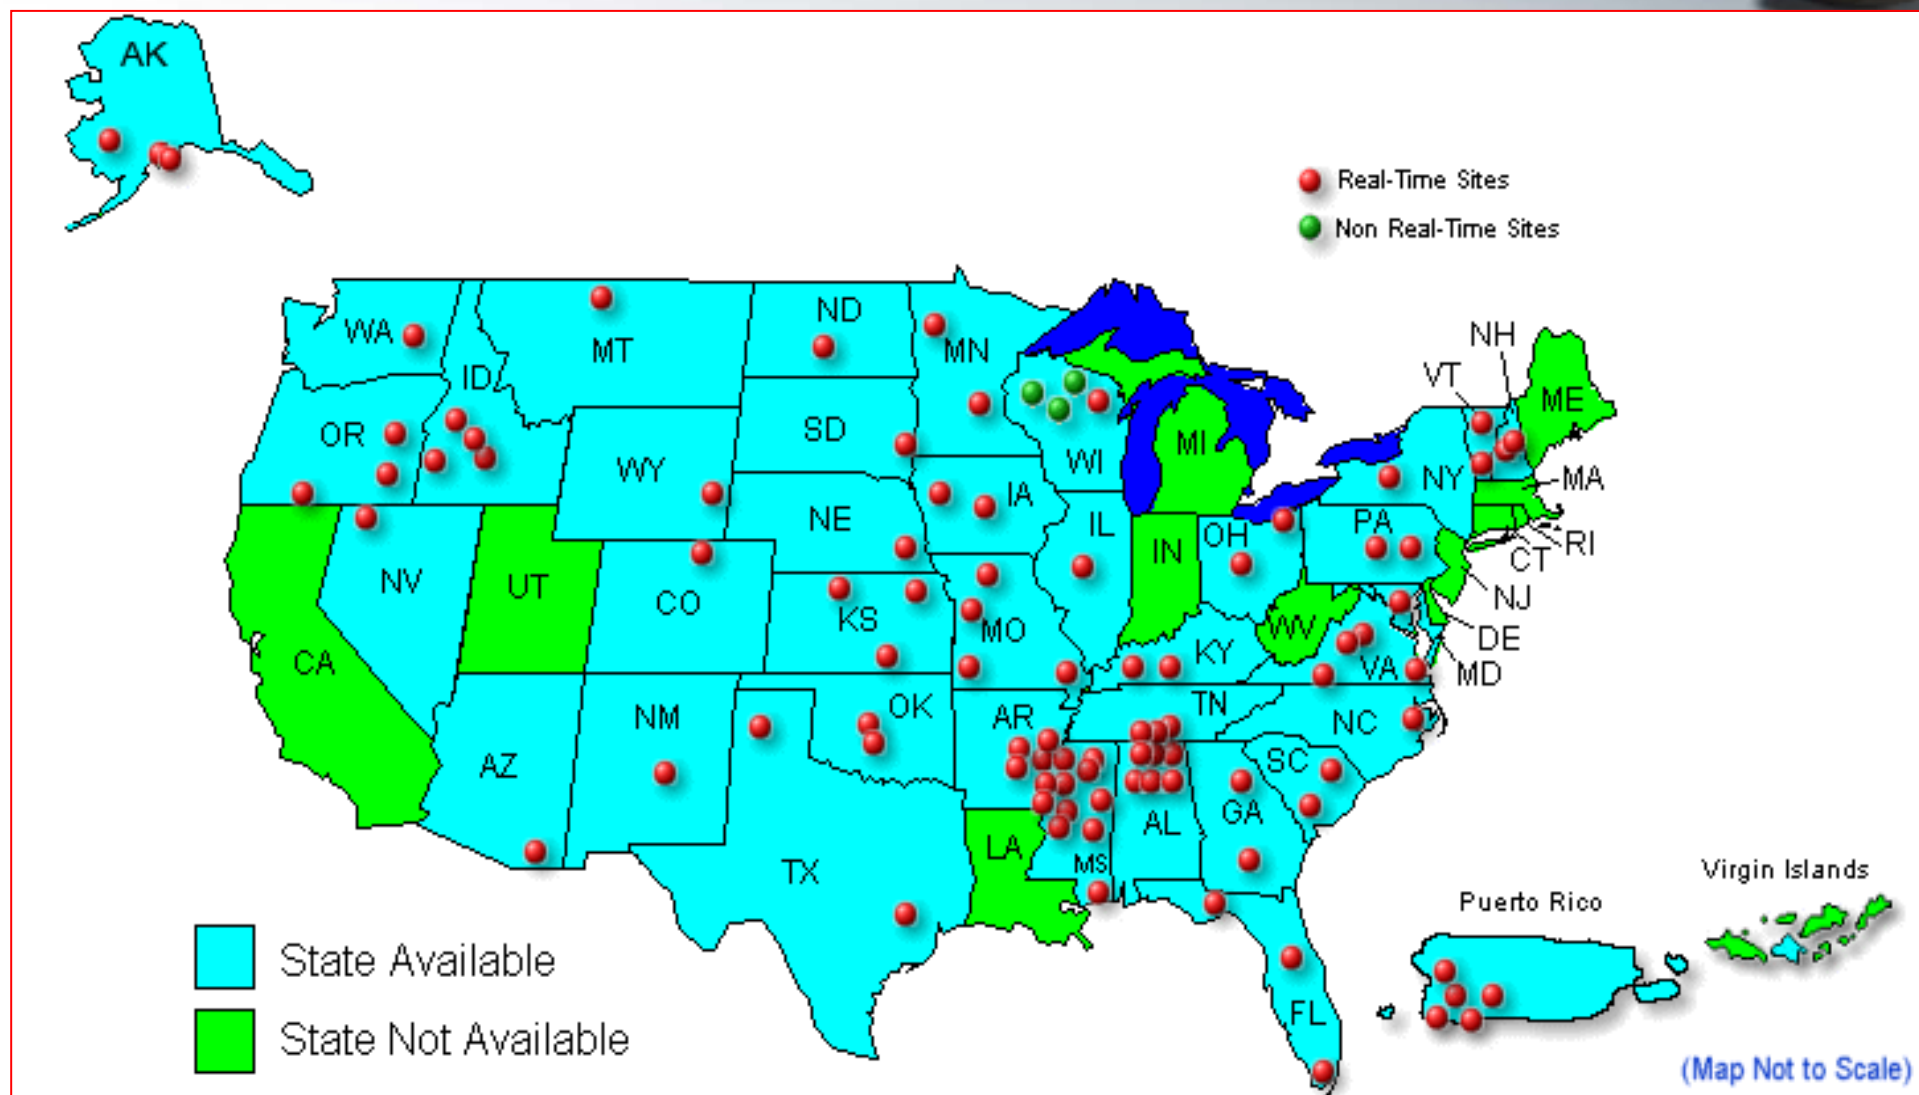 AK
Real-Time Sites
Non Real-Time Sites
WA
MT
ND
MN
NH
VT
ID
ME
OR
SD
WI
MI
NY
MA
WY
IA
NE
IL
IN
OH
PA
RI
CT
NV
UT
CO
KS
MO
NJ
CA
KY
WV
VA
DE
MD
NM
OK
AR
TN
NC
AZ
SC
AL
GA
LA
MS
TX
FL
Virgin Islands
Puerto Rico
State Available
State Not Available
(Map Not to Scale)